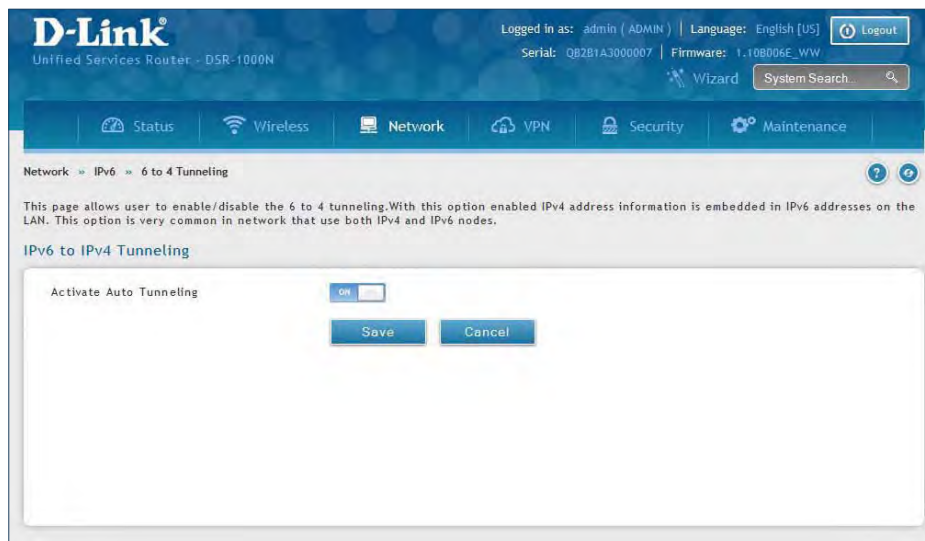 D-Link
Unified Services Router - DSR-1000N
Logged in as: admin ( ADMIN ) | Language: English [US]
Logout
Serial: QB2B1A3000007 | Firmware: 1.10B006E_WW
Wizard
System Search...
Status
Wireless
Network
VPN
Security
Maintenance
Network » IPv6 » 6 to 4 Tunneling
?
This page allows user to enable/disable the 6 to 4 tunneling.With this option enabled IPv4 address information is embedded in IPv6 addresses on the
LAN. This option is very common in network that use both IPv4 and IPv6 nodes.
IPv6 to IPv4 Tunneling
Activate Auto Tunneling
ON
Save
Cancel